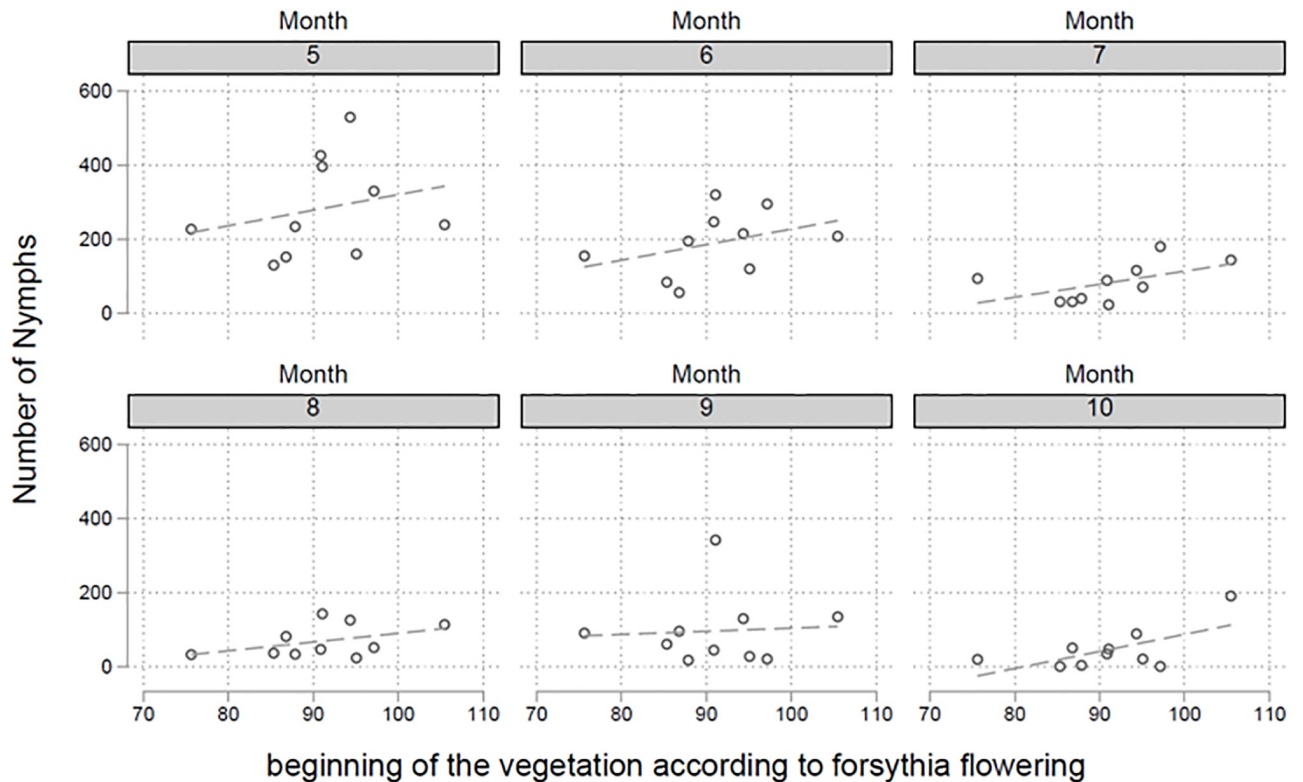 Month Month Month
5 6 7
600
400
200
0
Month Month Month
8 9 10
600
400
200
0
70 80 90 100 110 70 80 90 100 110 70 80 90 100 110
Number of Nymphs
beginning of the vegetation according to forsythia flowering